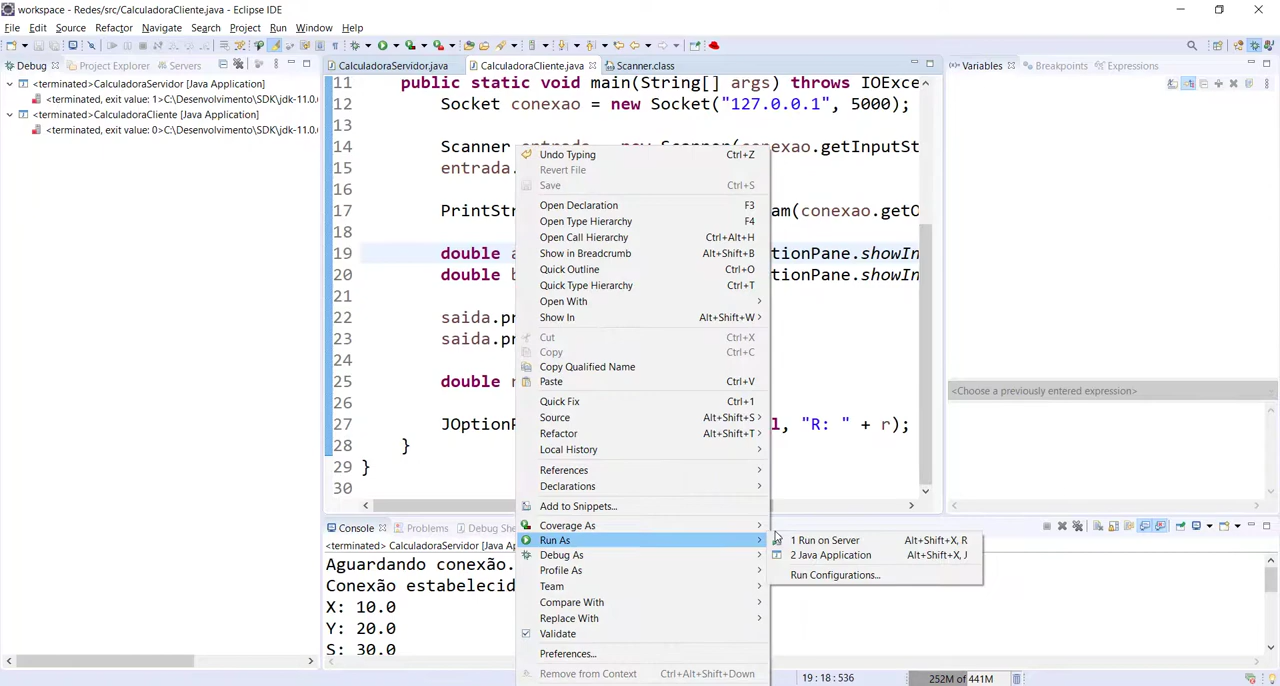 workspace - Redes/src/CalculadoraCliente.java - Eclipse IDE
File Edit Source Refactor Navigate Search Project Run Window Help
Debug Project Explorer Servers
<terminated>CalculadoraServidor [Java Application]
<terminated, exit value: 1>C:\Desenvolvimento\SDK\jdk-11.0.
<terminated>CalculadoraCliente [Java Application]
<terminated, exit value: 0>C:\Desenvolvimento\SDK\jdk-11.0.
CalculadoraServidor.java CalculadoraCliente.java Scanner.class
11 public static void main(String[] args) throws IOExce
12 Socket conexao = new Socket("127.0.0.1", 5000);
13
14 Scanner entrada = new Scanner(conexao.getInputSt
15 entrada.
16
17 PrintStr am(conexao.getO
18
19 double a tionPane.showIn
20 double b tionPane.showIn
21
22 saida.pr
23 saida.pr
24
25 double r
26
27 JOptionP l, "R: " + r);
28 }
29 }
30
Undo Typing Ctrl+Z
Revert File
Save Ctrl+S
Open Declaration F3
Open Type Hierarchy F4
Open Call Hierarchy Ctrl+Alt+H
Show in Breadcrumb Alt+Shift+B
Quick Outline Ctrl+O
Quick Type Hierarchy Ctrl+T
Open With
Show In Alt+Shift+W
Cut Ctrl+X
Copy Ctrl+C
Copy Qualified Name
Paste Ctrl+V
Quick Fix Ctrl+1
Source Alt+Shift+S
Refactor Alt+Shift+T
Local History
References
Declarations
Add to Snippets...
Coverage As
Run As
Debug As
Profile As
Team
Compare With
Replace With
Validate
Preferences...
Remove from Context Ctrl+Alt+Shift+Down
1 Run on Server Alt+Shift+X, R
2 Java Application Alt+Shift+X, J
Run Configurations...
Variables Breakpoints Expressions
<Choose a previously entered expression>
Console Problems Debug She
<terminated> CalculadoraServidor [Java Ap
Aguardando conexão.
Conexão estabelecid
X: 10.0
Y: 20.0
S: 30.0
19 : 18 : 536
252M of 441M